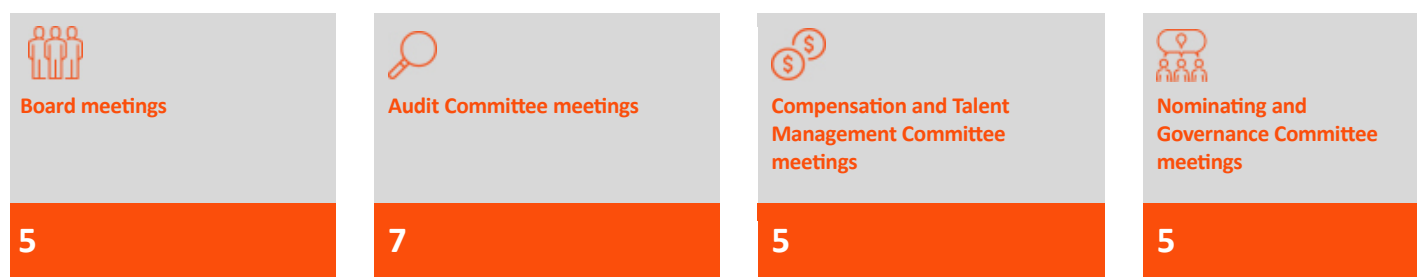 Board meetings
5
Audit Committee meetings
7
Compensation and Talent
Management Committee
meetings
5
Nominating and
Governance Committee
meetings
5